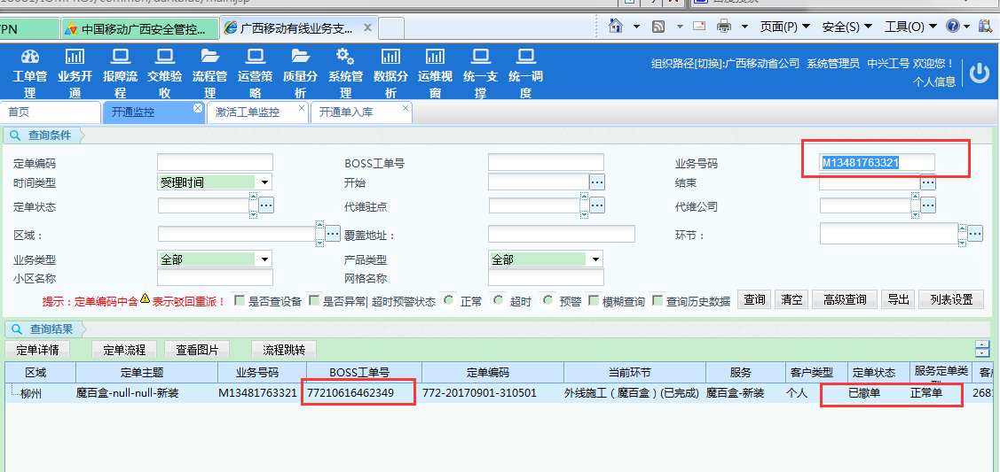 VPN 中国移动广西安全管控... 广西移动有线业务支... 页面(P) 安全(S) 工具(O)
工单管理 业务开通 报障流程 交维验收 流程管理 运营策略 质量分析 系统管理 数据分析 运维视窗 统一支撑 统一调度
组织路径[切换]:广西移动省公司 系统管理员 中兴工号 欢迎您！
个人信息
首页 开通监控 激活工单监控 开通单入库
查询条件
定单编码 BOSS工单号 业务号码 M13481763321
时间类型 受理时间 开始 结束
定单状态 代维驻点 代维公司
区域： 覆盖地址： 环节：
业务类型 全部 产品类型 全部
小区名称 网格名称
提示：定单编码中含 表示驳回重派！ 是否查设备 是否异常| 超时预警状态 正常 超时 预警 模糊查询 查询历史数据 查询 清空 高级查询 导出 列表设置
查询结果
定单详情 定单流程 查看图片 流程跳转
区域 定单主题 业务号码 BOSS工单号 定单编码 当前环节 服务 客户类型 定单状态 服务定单类型
柳州 魔百盒-null-null-新装 M13481763321 77210616462349 772-20170901-310501 外线施工（魔百盒）(已完成) 魔百盒-新装 个人 已撤单 正常单 268